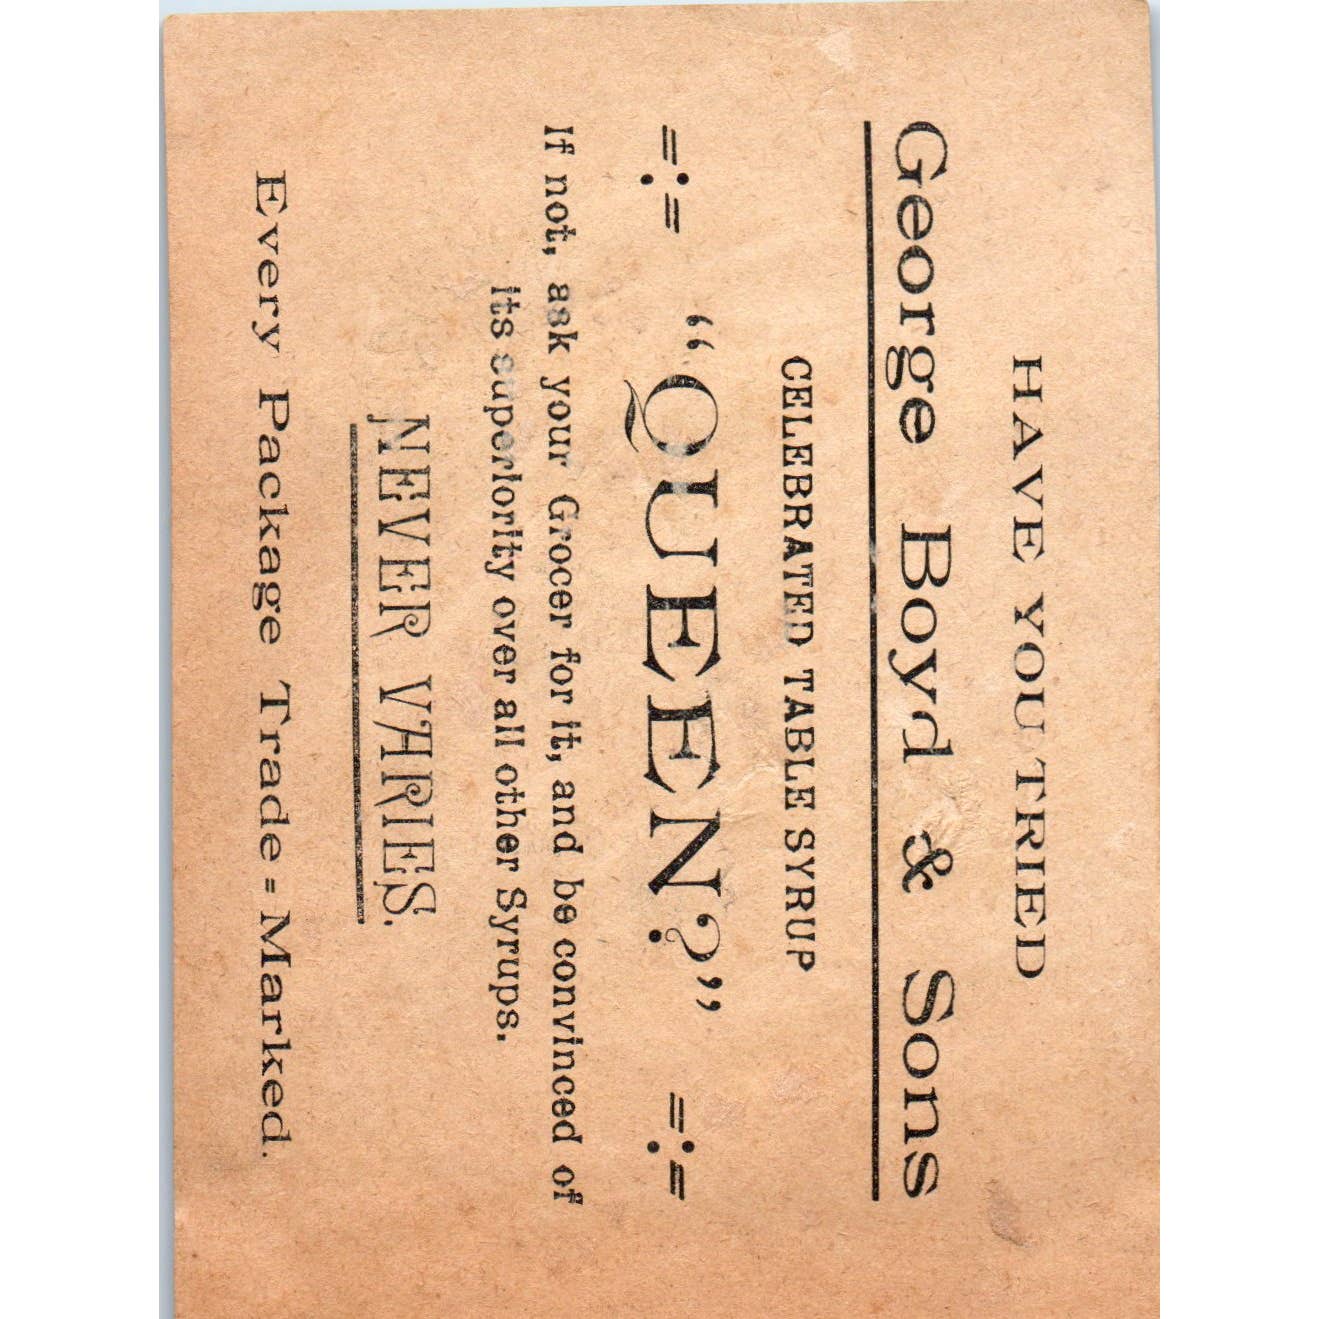 HAVE YOU TRIED
George Boyd & Sons
CELEBRATED TABLE SYRUP
"QUEEN?"
If not, ask your Grocer for it, and be convinced of
its superiority over all other Syrups.
NEVER VARIES.
Every Package Trade=Marked.